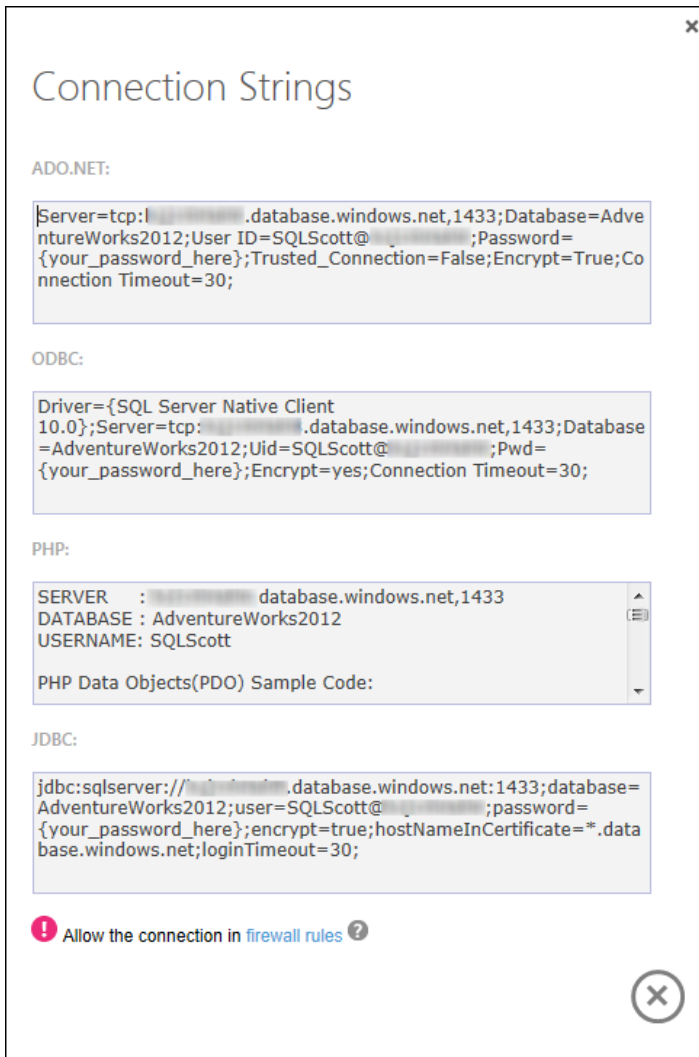 Connection Strings
ADO.NET:
Server=tcp: .database.windows.net,1433;Database=Adve
ntureWorks2012;User ID=SQLScott@ ;Password=
{your_password_here};Trusted_Connection=False;Encrypt=True;Co
nnection Timeout=30;
ODBC:
Driver={SQL Server Native Client
10.0};Server=tcp: .database.windows.net,1433;Database
=AdventureWorks2012;Uid=SQLScott@ ;Pwd=
{your_password_here};Encrypt=yes;Connection Timeout=30;
PHP:
SERVER : .database.windows.net,1433
DATABASE : AdventureWorks2012
USERNAME: SQLScott
PHP Data Objects(PDO) Sample Code:
JDBC:
jdbc:sqlserver:// .database.windows.net:1433;database=
AdventureWorks2012;user=SQLScott@ ;password=
{your_password_here};encrypt=true;hostNameInCertificate=*.data
base.windows.net;loginTimeout=30;
Allow the connection in firewall rules